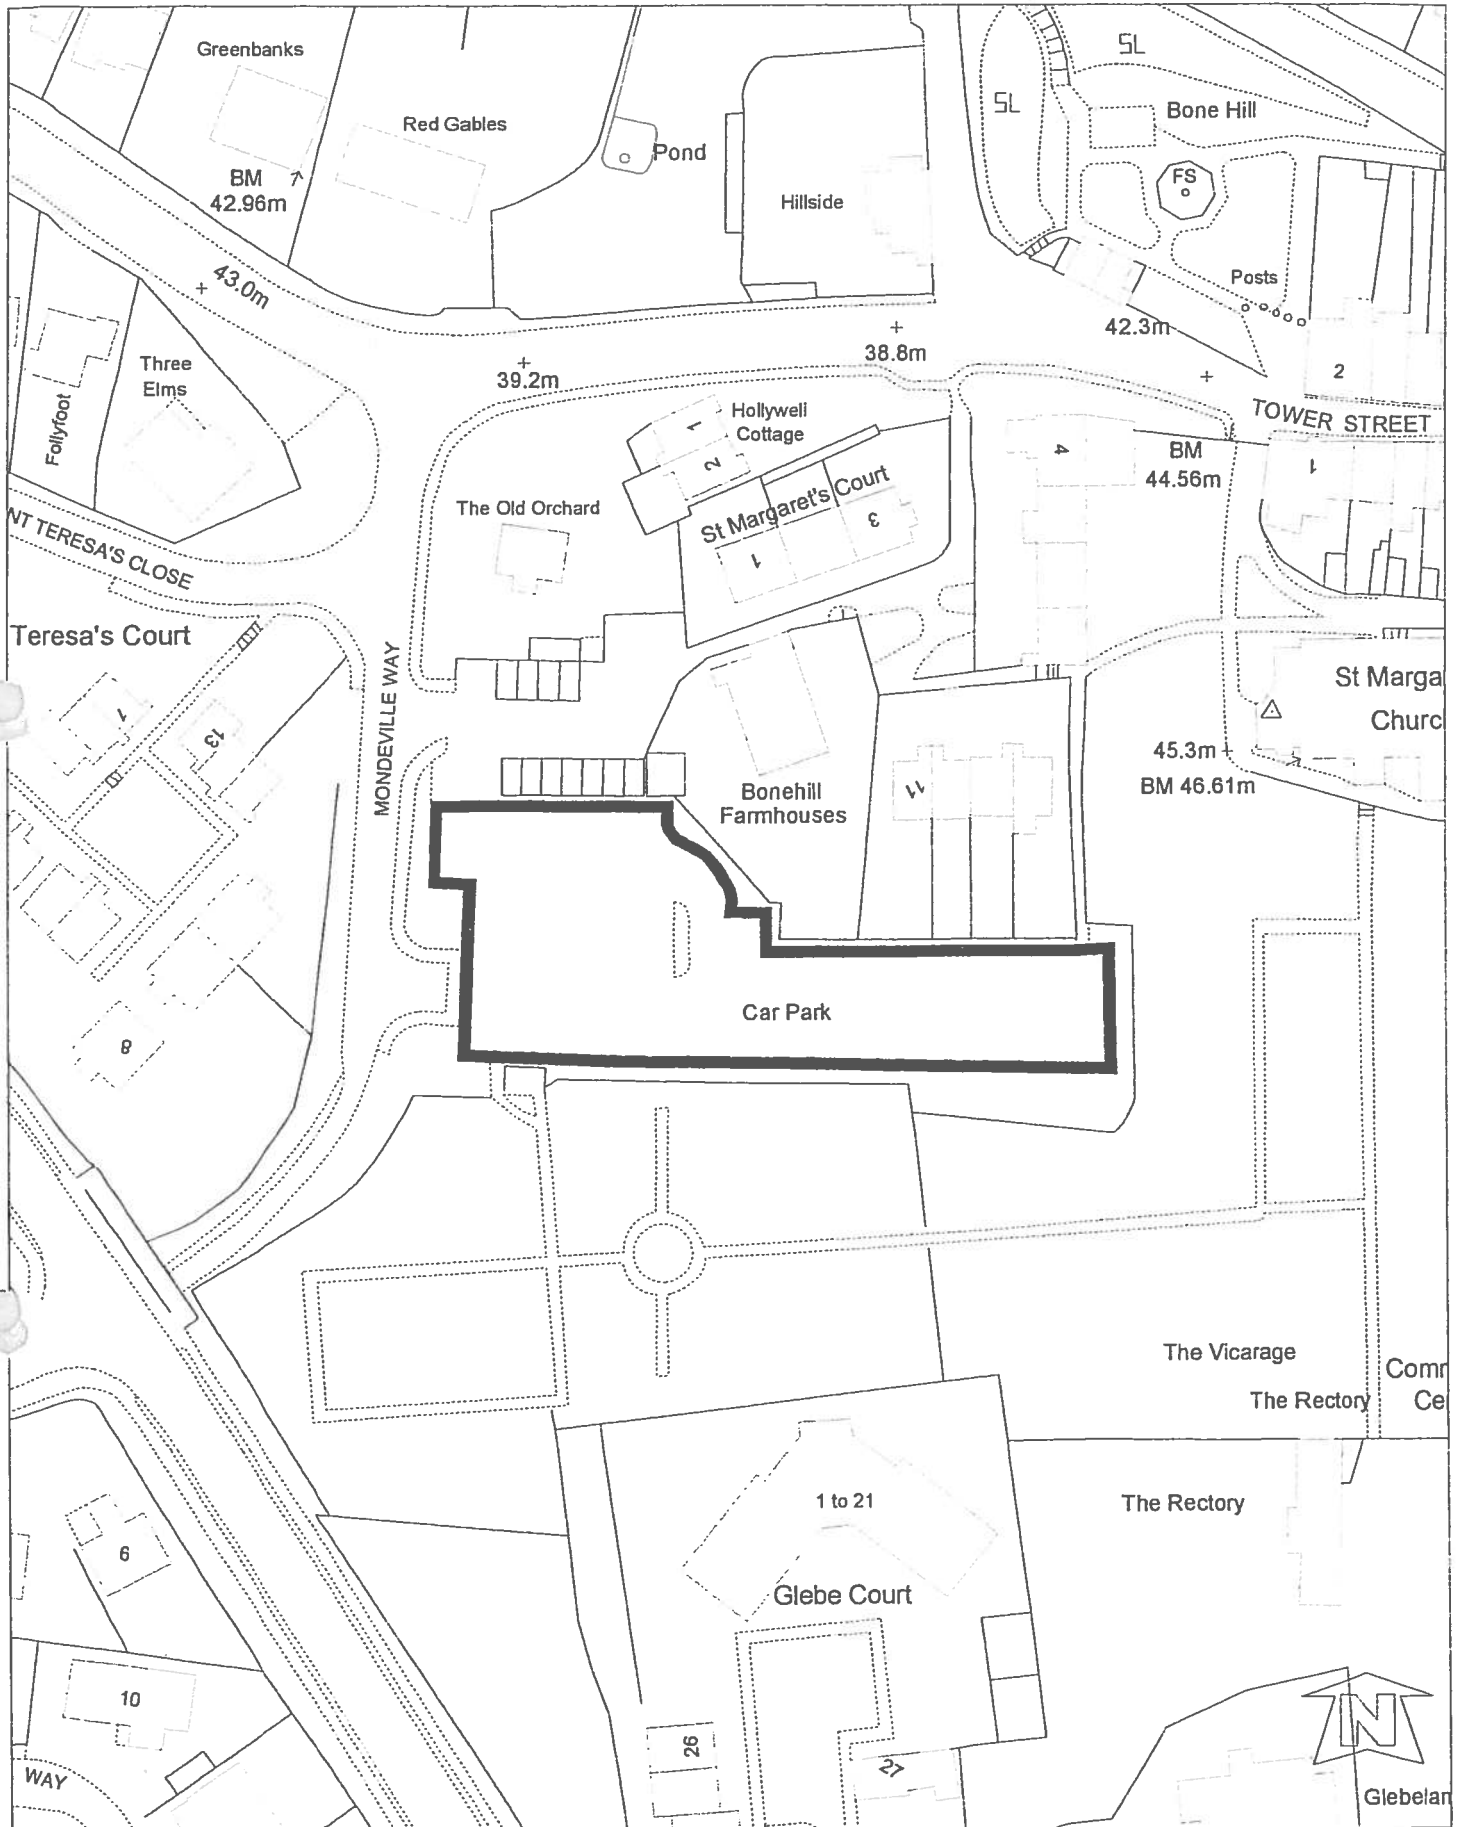 Greenbanks
SL
SL
Bone Hill
Red Gables
Pond
BM
42.96m
FS
Hillside
43.0m
Posts
42.3m
38.8m
39.2m
Three
Elms
2
Follyfoot
Hollywell
Cottage
1
2
TOWER STREET
4
BM
44.56m
1
The Old Orchard
St Margaret's Court
3
1
NT TERESA'S CLOSE
Teresa's Court
St Marga
Churc
1
13
MONDEVILLE WAY
45.3m
BM 46.61m
11
Bonehill
Farmhouses
Car Park
8
The Vicarage
Comr
The Rectory
Ce
1 to 21
The Rectory
6
Glebe Court
10
26
27
WAY
N
Glebelan